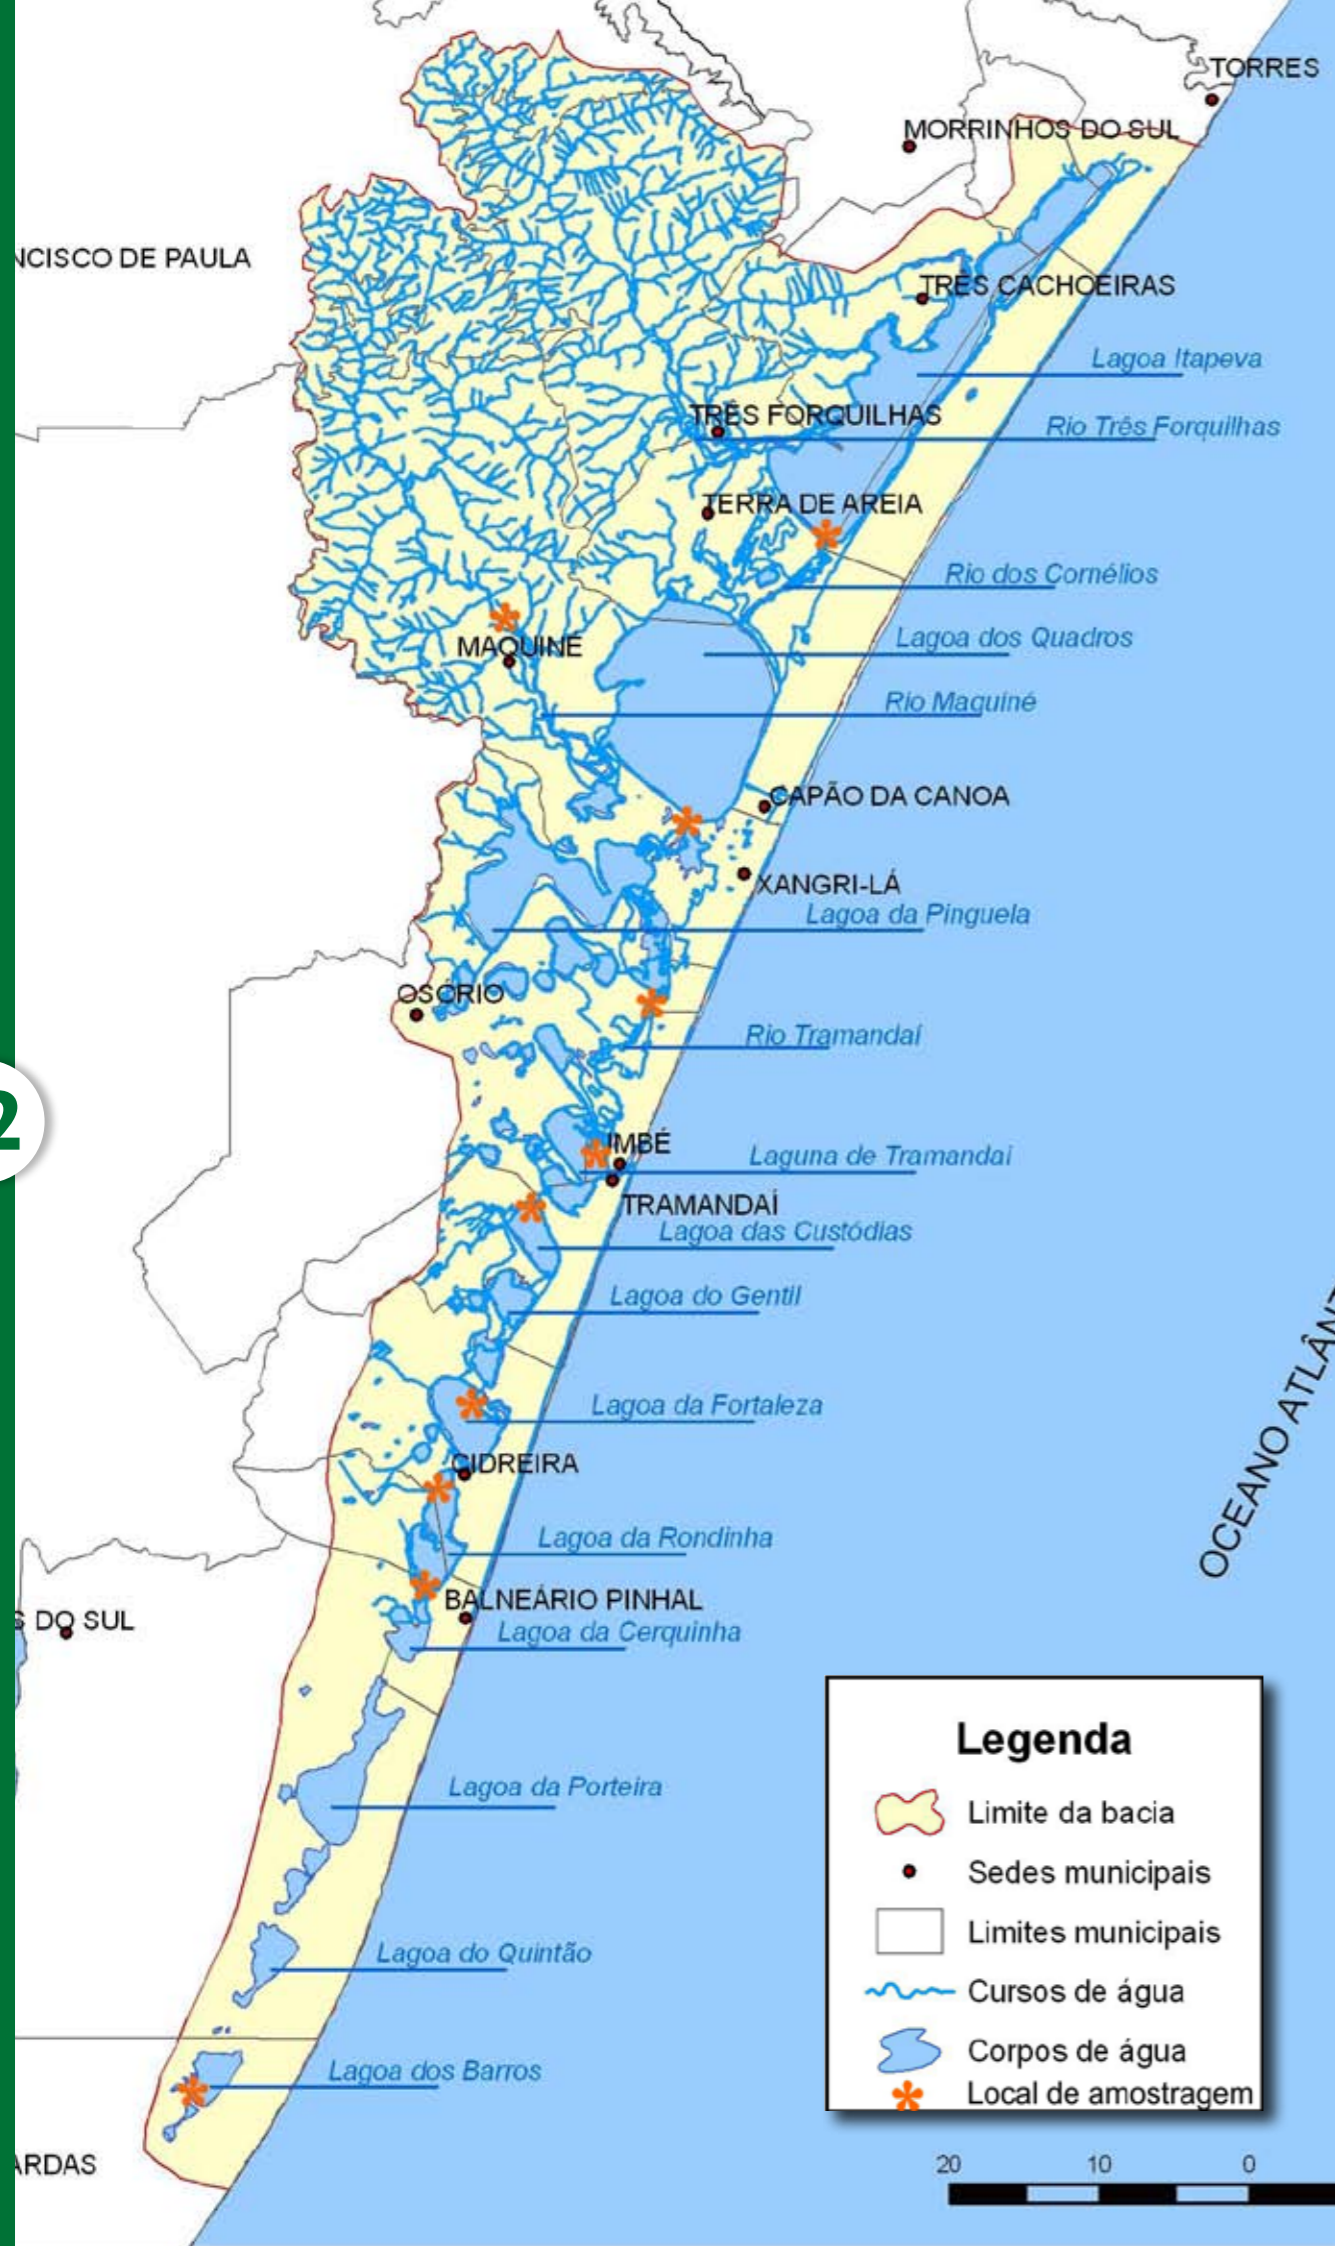 TORRES
MORRINHOS DO SUL
NCISCO DE PAULA
TRÊS CACHOEIRAS
Lagoa Itapeva
TRÊS FORQUILHAS
Rio Três Forquilhas
TERRA DE AREIA
Rio dos Cornélios
Lagoa dos Quadros
MAQUINÉ
Rio Maquiné
CAPÃO DA CANOA
XANGRI-LÁ
Lagoa da Pinguela
OSÓRIO
Rio Tramandaí
2
IMBÉ
Laguna de Tramandaí
TRAMANDAÍ
Lagoa das Custódias
Lagoa do Gentil
Lagoa da Fortaleza
OCEANO ATLÂNT
CIDREIRA
Lagoa da Rondinha
BALNEÁRIO PINHAL
S DO SUL
Lagoa da Cerquinha
Lagoa da Porteira
Lagoa do Quintão
Lagoa dos Barros
ARDAS
Legenda
Limite da bacia
Sedes municipais
Limites municipais
Cursos de água
Corpos de água
Local de amostragem
20 10 0